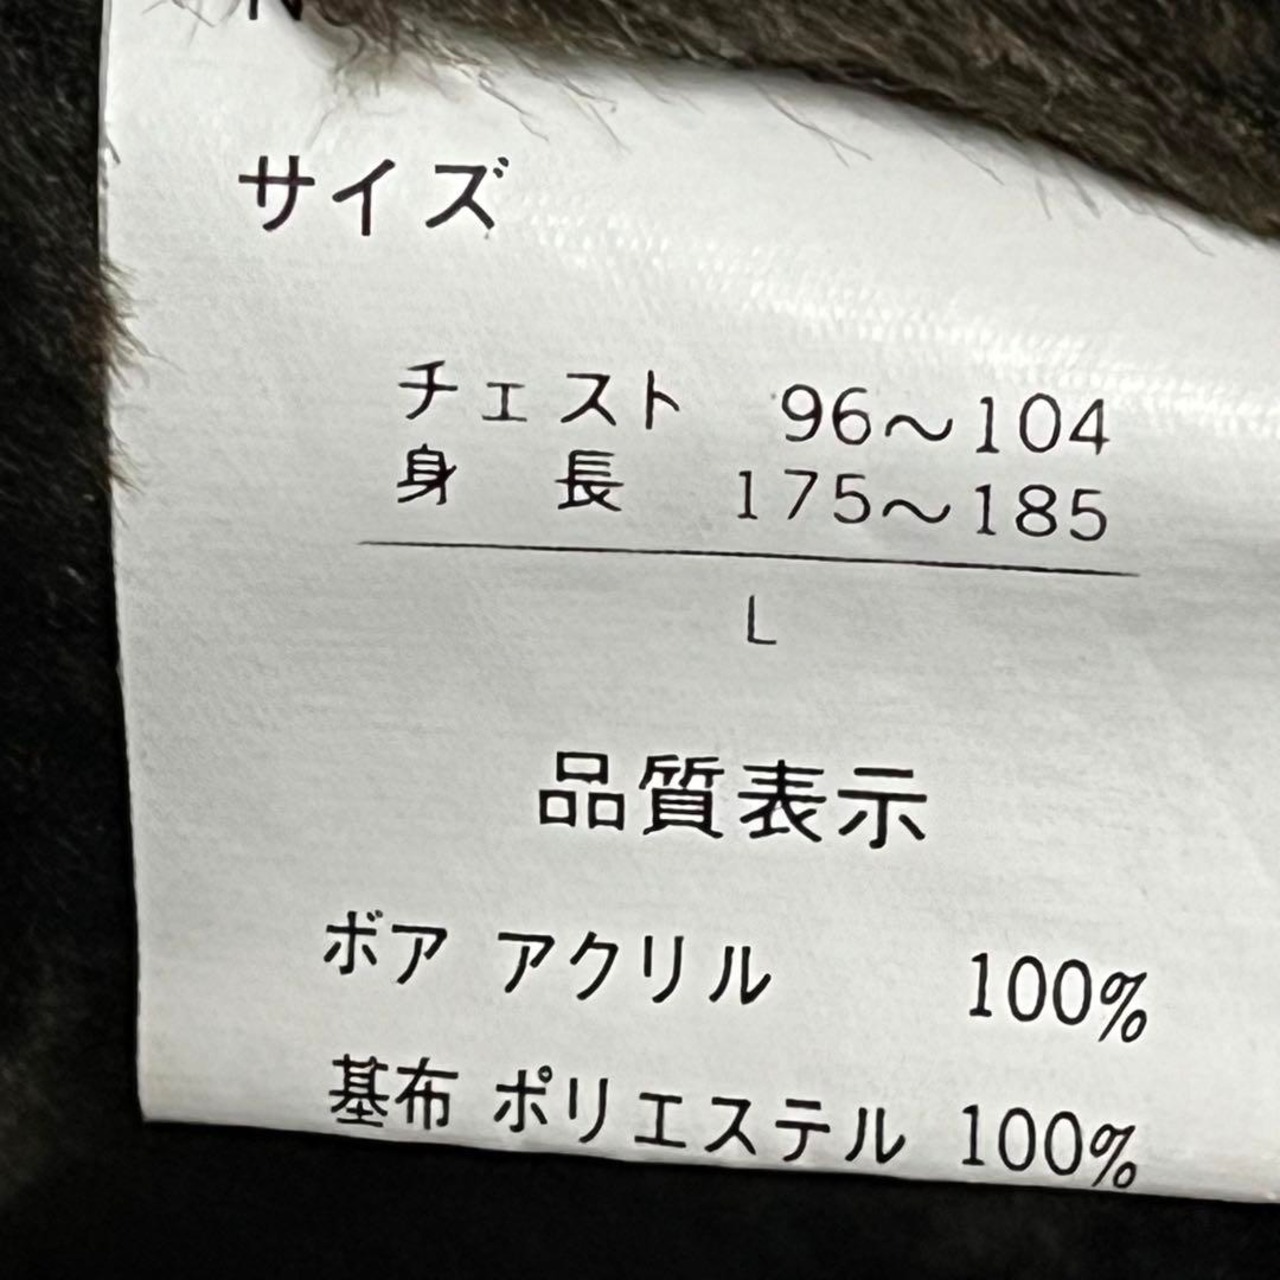 サイズ
チェスト 96～104
身長 175～185
L
品質表示
ボア アクリル 100%
基布 ポリエステル 100%